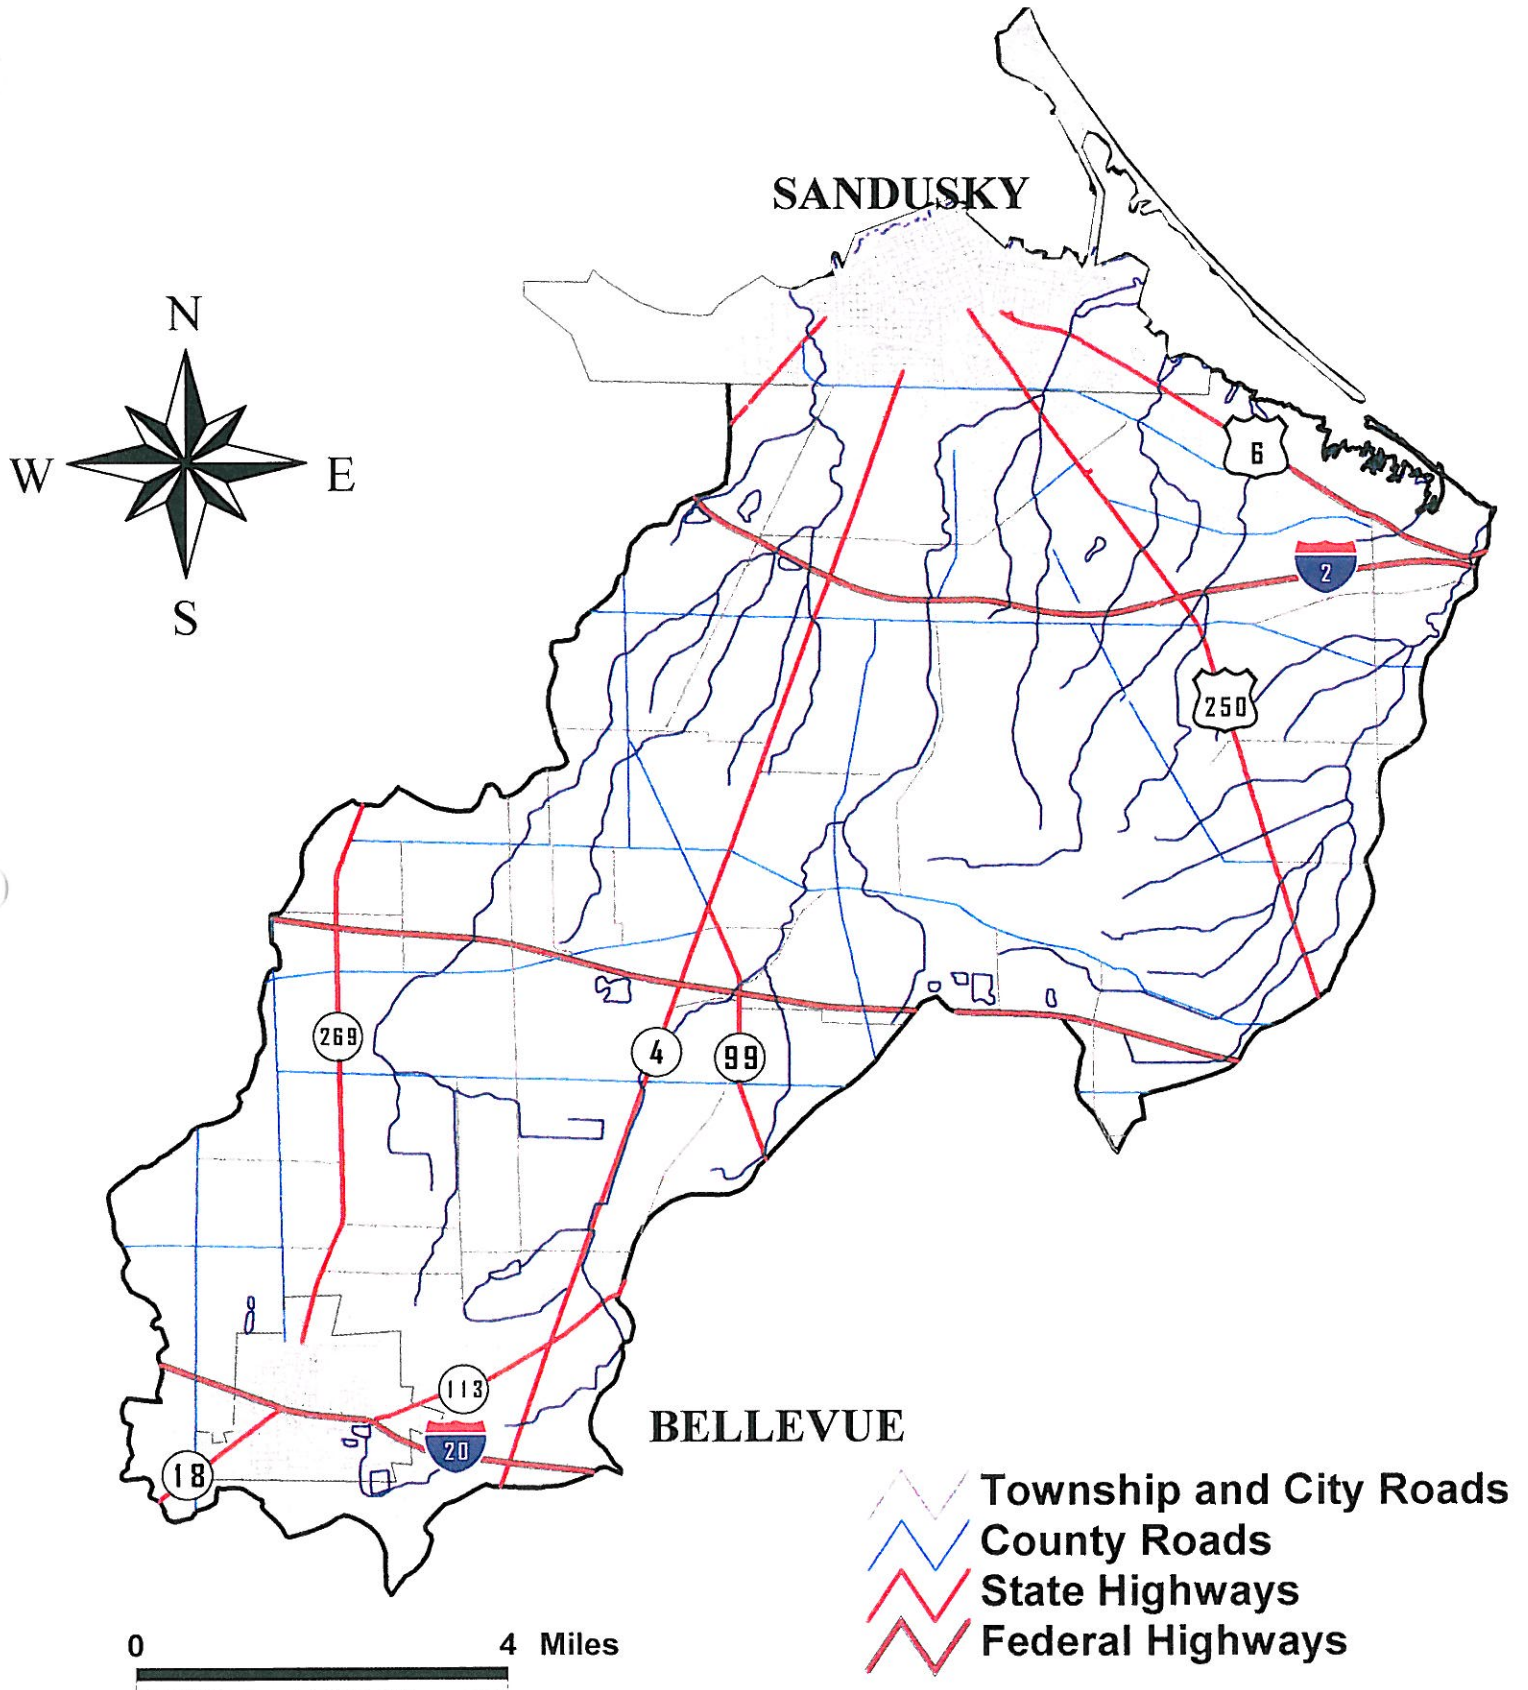 SANDUSKY
N
W
E
S
6
2
250
269
4
99
113
20
18
BELLEVUE
Township and City Roads
County Roads
State Highways
Federal Highways
0
4 Miles